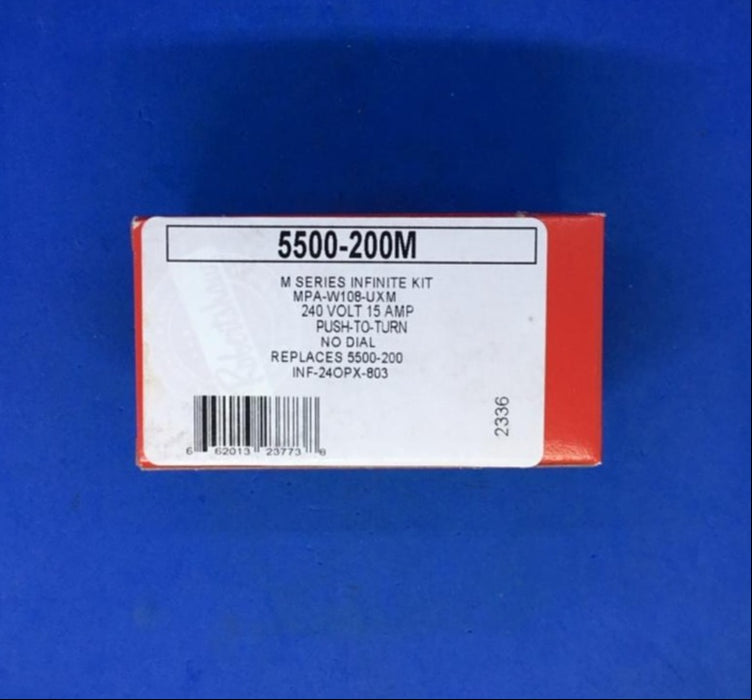 5500-200M
M SERIES INFINITE KIT
MPA-W108-UXM
240 VOLT 15 AMP
PUSH-TO-TURN
NO DIAL
REPLACES 5500-200
INF-24OPX-803
2336
6 62013 23773 8